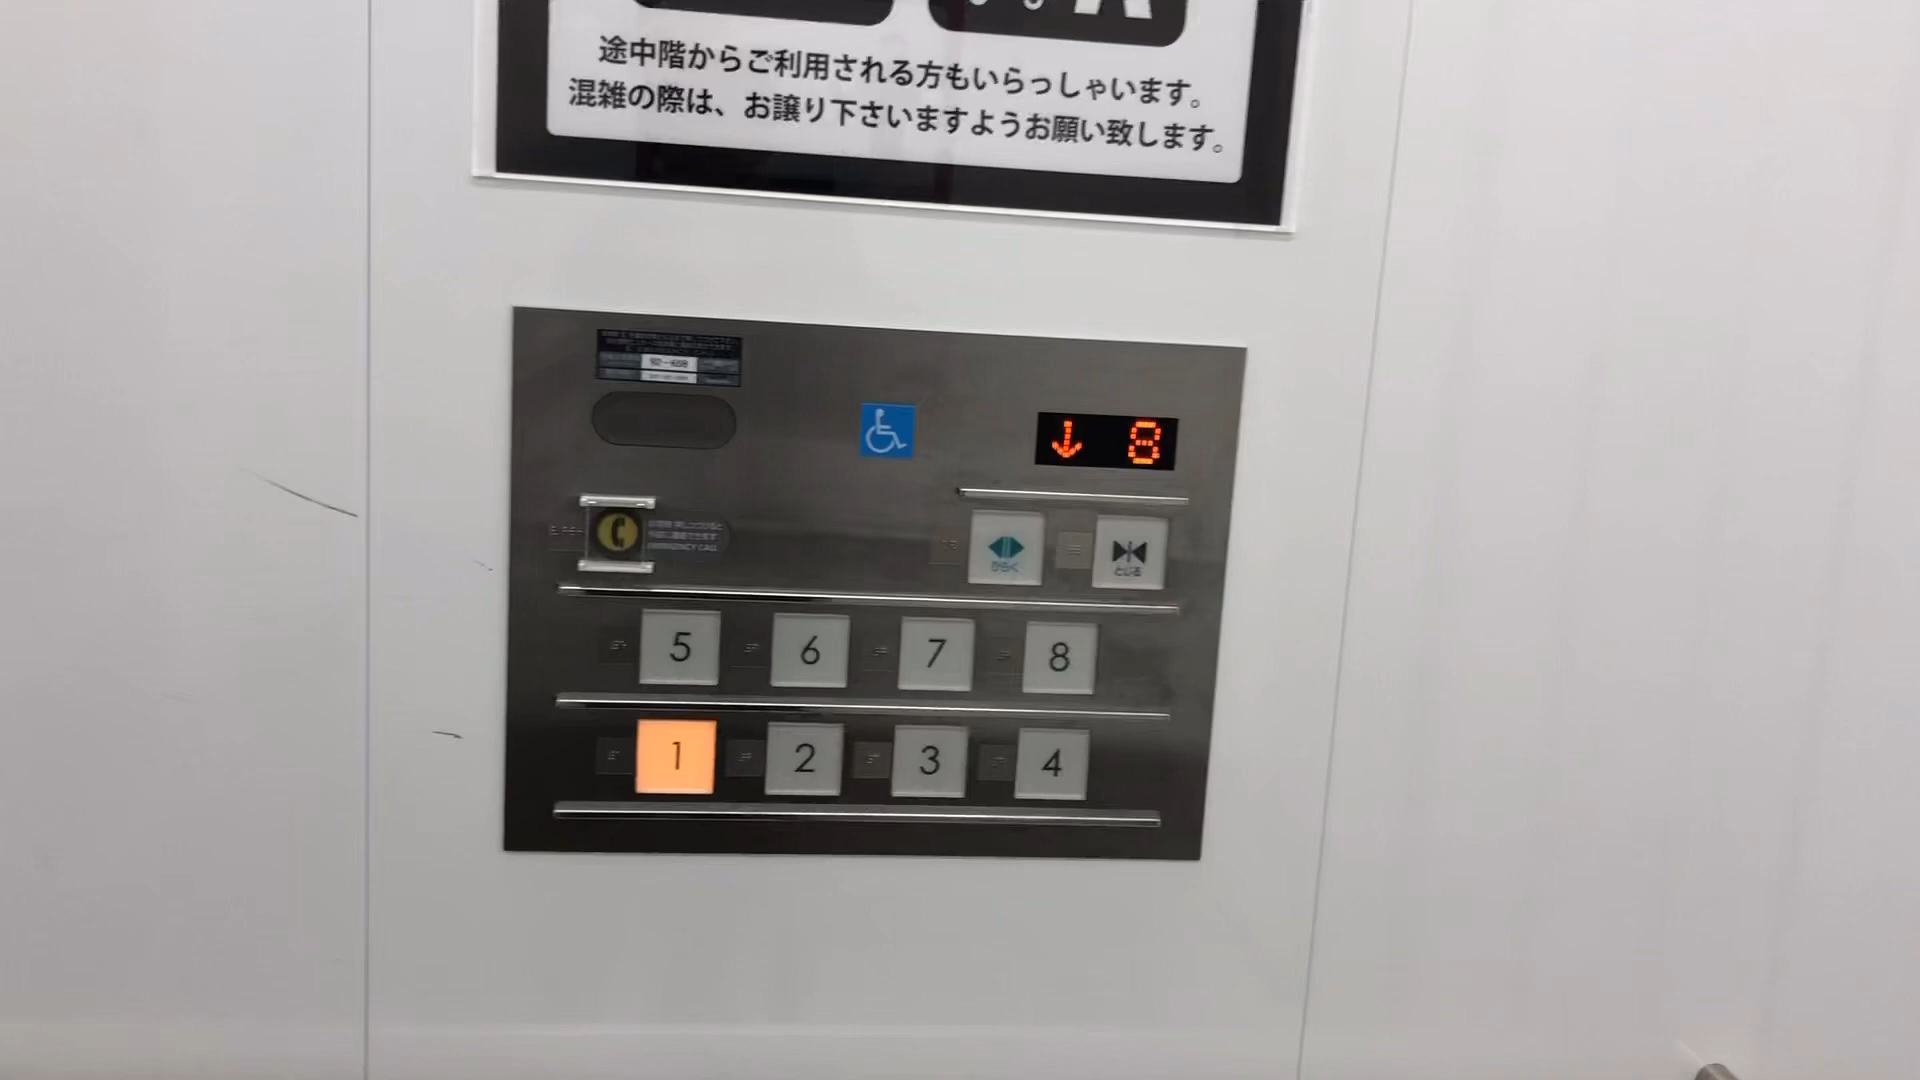 途中階からご利用される方もいらっしゃいます。
混雑の際は、お譲り下さいますようお願い致します。
↓ 8
EMERGENCY CALL
ひらく
とじる
5 6 7 8
1 2 3 4